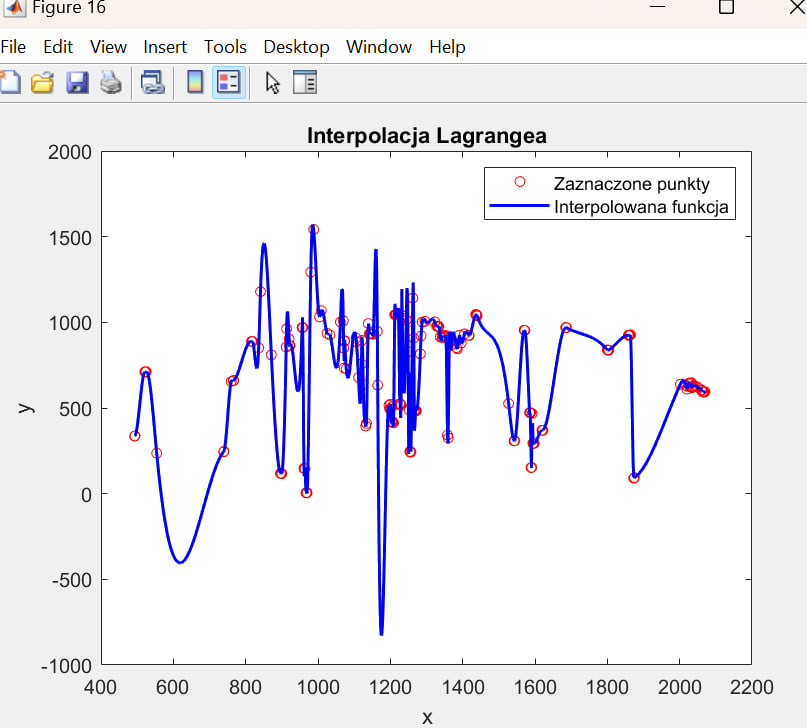 Figure 16
File Edit View Insert Tools Desktop Window Help
Interpolacja Lagrangea
Zaznaczone punkty
Interpolowana funkcja
2000
1500
1000
500
0
-500
-1000
y
400 600 800 1000 1200 1400 1600 1800 2000 2200
x